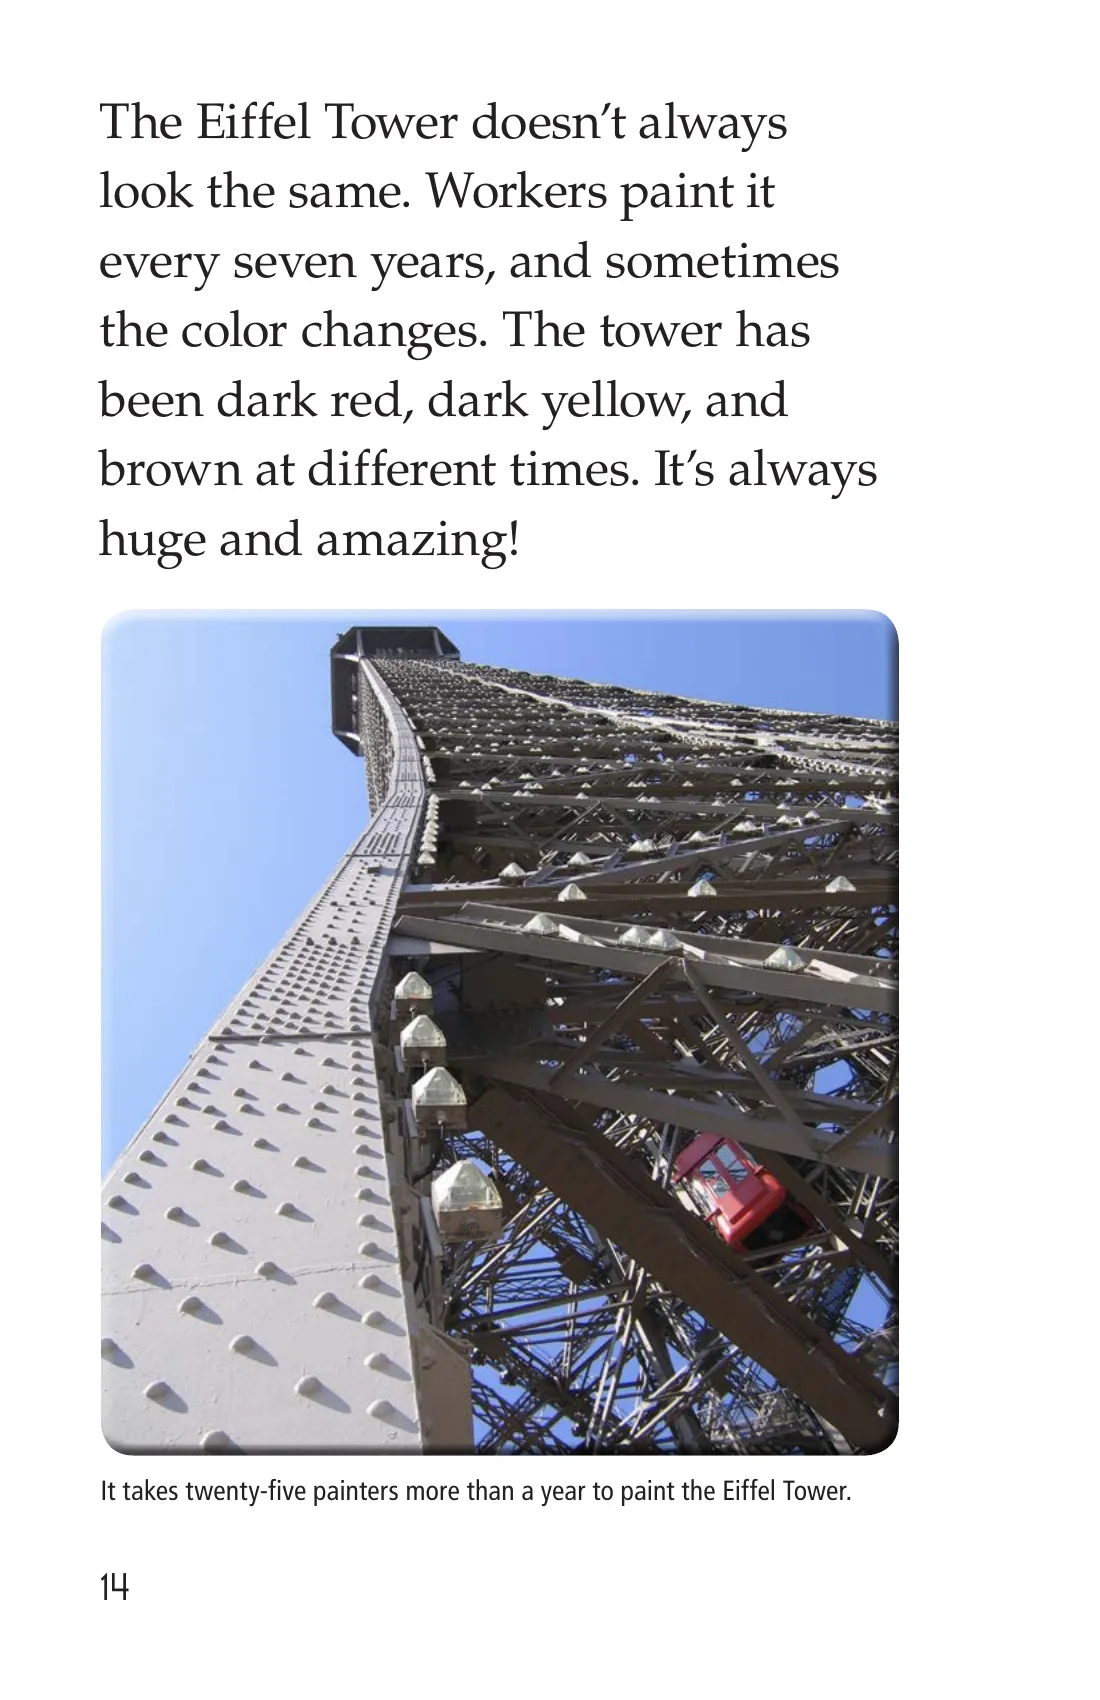 The Eiffel Tower doesn’t always
look the same. Workers paint it
every seven years, and sometimes
the color changes. The tower has
been dark red, dark yellow, and
brown at different times. It’s always
huge and amazing!
It takes twenty-five painters more than a year to paint the Eiffel Tower.
14